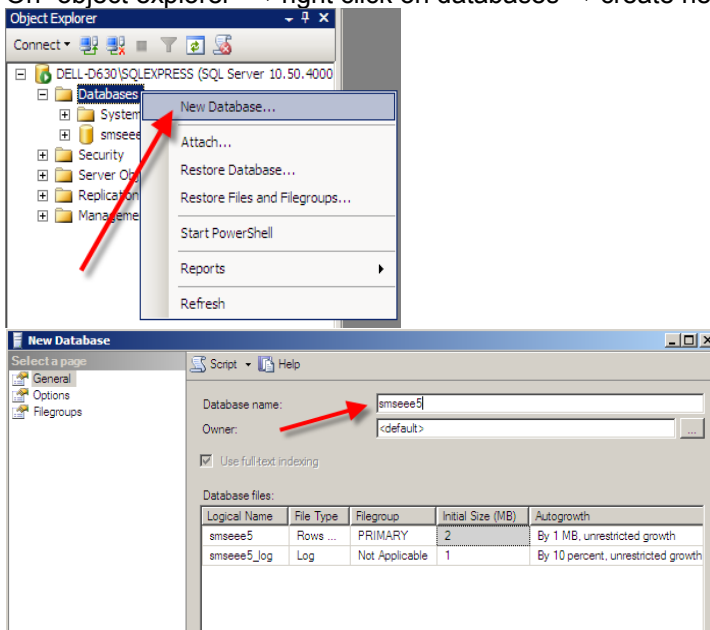 Object Explorer
Connect
DELL-D630\SQLEXPRESS (SQL Server 10.50.4000
Databases
System
smseee
Security
Server Obj
Replication
Manageme
New Database...
Attach...
Restore Database...
Restore Files and Filegroups...
Start PowerShell
Reports
Refresh
New Database
Select a page
General
Options
Filegroups
Script Help
Database name: smseee5
Owner: <default> ...
Use full-text indexing
Database files:
Logical Name File Type Filegroup Initial Size (MB) Autogrowth
smseee5 Rows ... PRIMARY 2 By 1 MB, unrestricted growth
smseee5_log Log Not Applicable 1 By 10 percent, unrestricted growth